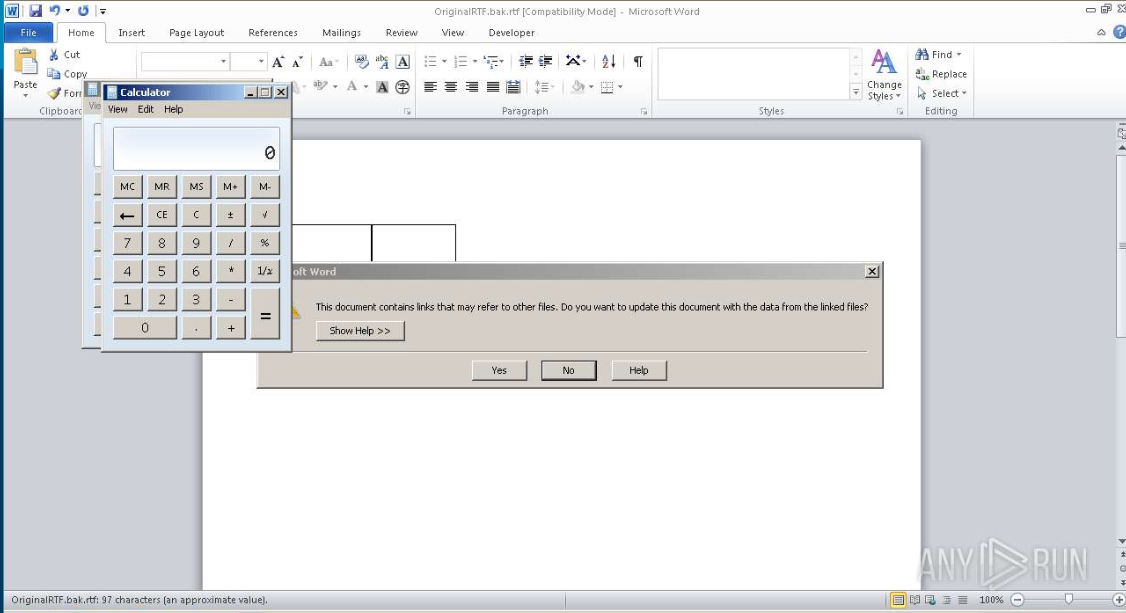 OriginalRTF.bak.rtf [Compatibility Mode] - Microsoft Word
File Home Insert Page Layout References Mailings Review View Developer
Paste
Cut
Copy
Clipboard
Aa
Paragraph
Styles
Change Styles
Find
Replace
Select
Editing
Calculator
View Edit Help
0
MC MR MS M+ M-
← CE C ± √
7 8 9 / %
4 5 6 * 1/x
1 2 3 - =
0 . +
oft Word
This document contains links that may refer to other files. Do you want to update this document with the data from the linked files?
Show Help >>
Yes No Help
ANY RUN
OriginalRTF.bak.rtf: 97 characters (an approximate value).
100%